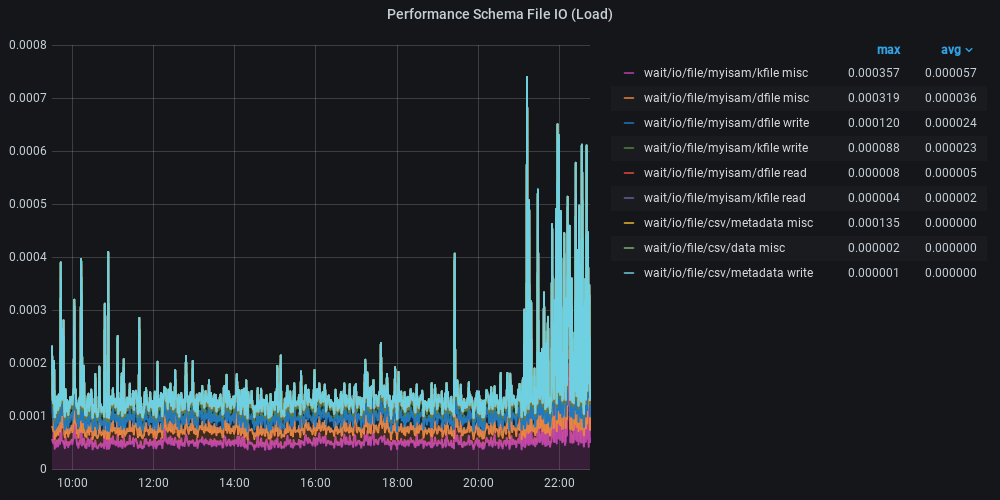 Performance Schema File IO (Load)
0.0008
0.0007
0.0006
0.0005
0.0004
0.0003
0.0002
0.0001
0
10:00 12:00 14:00 16:00 18:00 20:00 22:00
max avg
wait/io/file/myisam/kfile misc 0.000357 0.000057
wait/io/file/myisam/dfile misc 0.000319 0.000036
wait/io/file/myisam/dfile write 0.000120 0.000024
wait/io/file/myisam/kfile write 0.000088 0.000023
wait/io/file/myisam/dfile read 0.000008 0.000005
wait/io/file/myisam/kfile read 0.000004 0.000002
wait/io/file/csv/metadata misc 0.000135 0.000000
wait/io/file/csv/data misc 0.000002 0.000000
wait/io/file/csv/metadata write 0.000001 0.000000